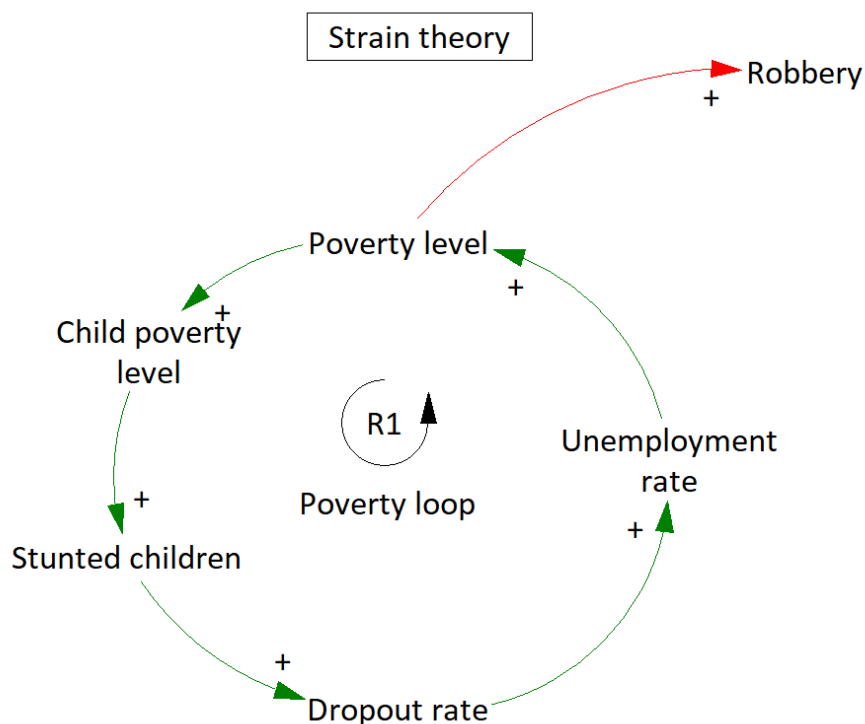 Strain theory
Robbery
+
Poverty level
+
+
Child poverty
level
R1
Unemployment
rate
Poverty loop
+
+
Stunted children
+
Dropout rate